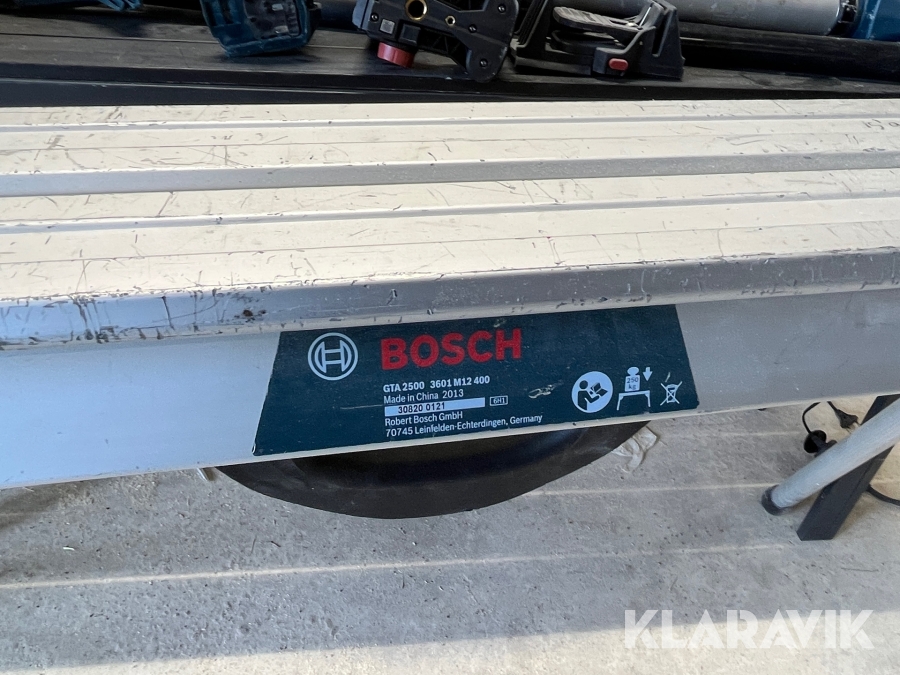 BOSCH
GTA 2500 3601 M12 400
Made in China 2013
30820 0121 6H1
Robert Bosch GmbH
70745 Leinfelden-Echterdingen, Germany
250 kg
KLARAVIK